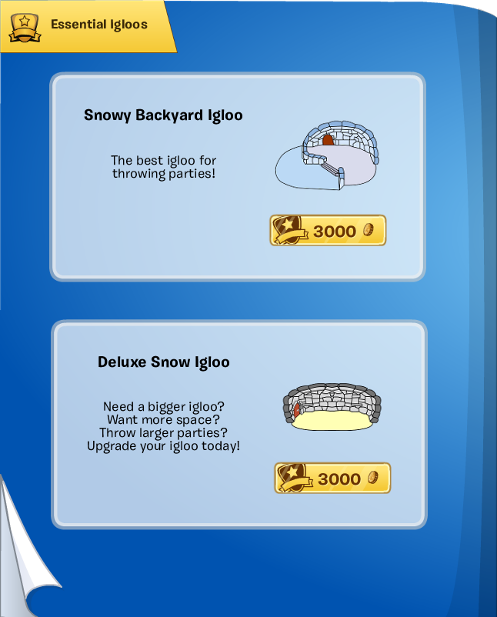 Essential Igloos
Snowy Backyard Igloo
The best igloo for
throwing parties!
3000
Deluxe Snow Igloo
Need a bigger igloo?
Want more space?
Throw larger parties?
Upgrade your igloo today!
3000